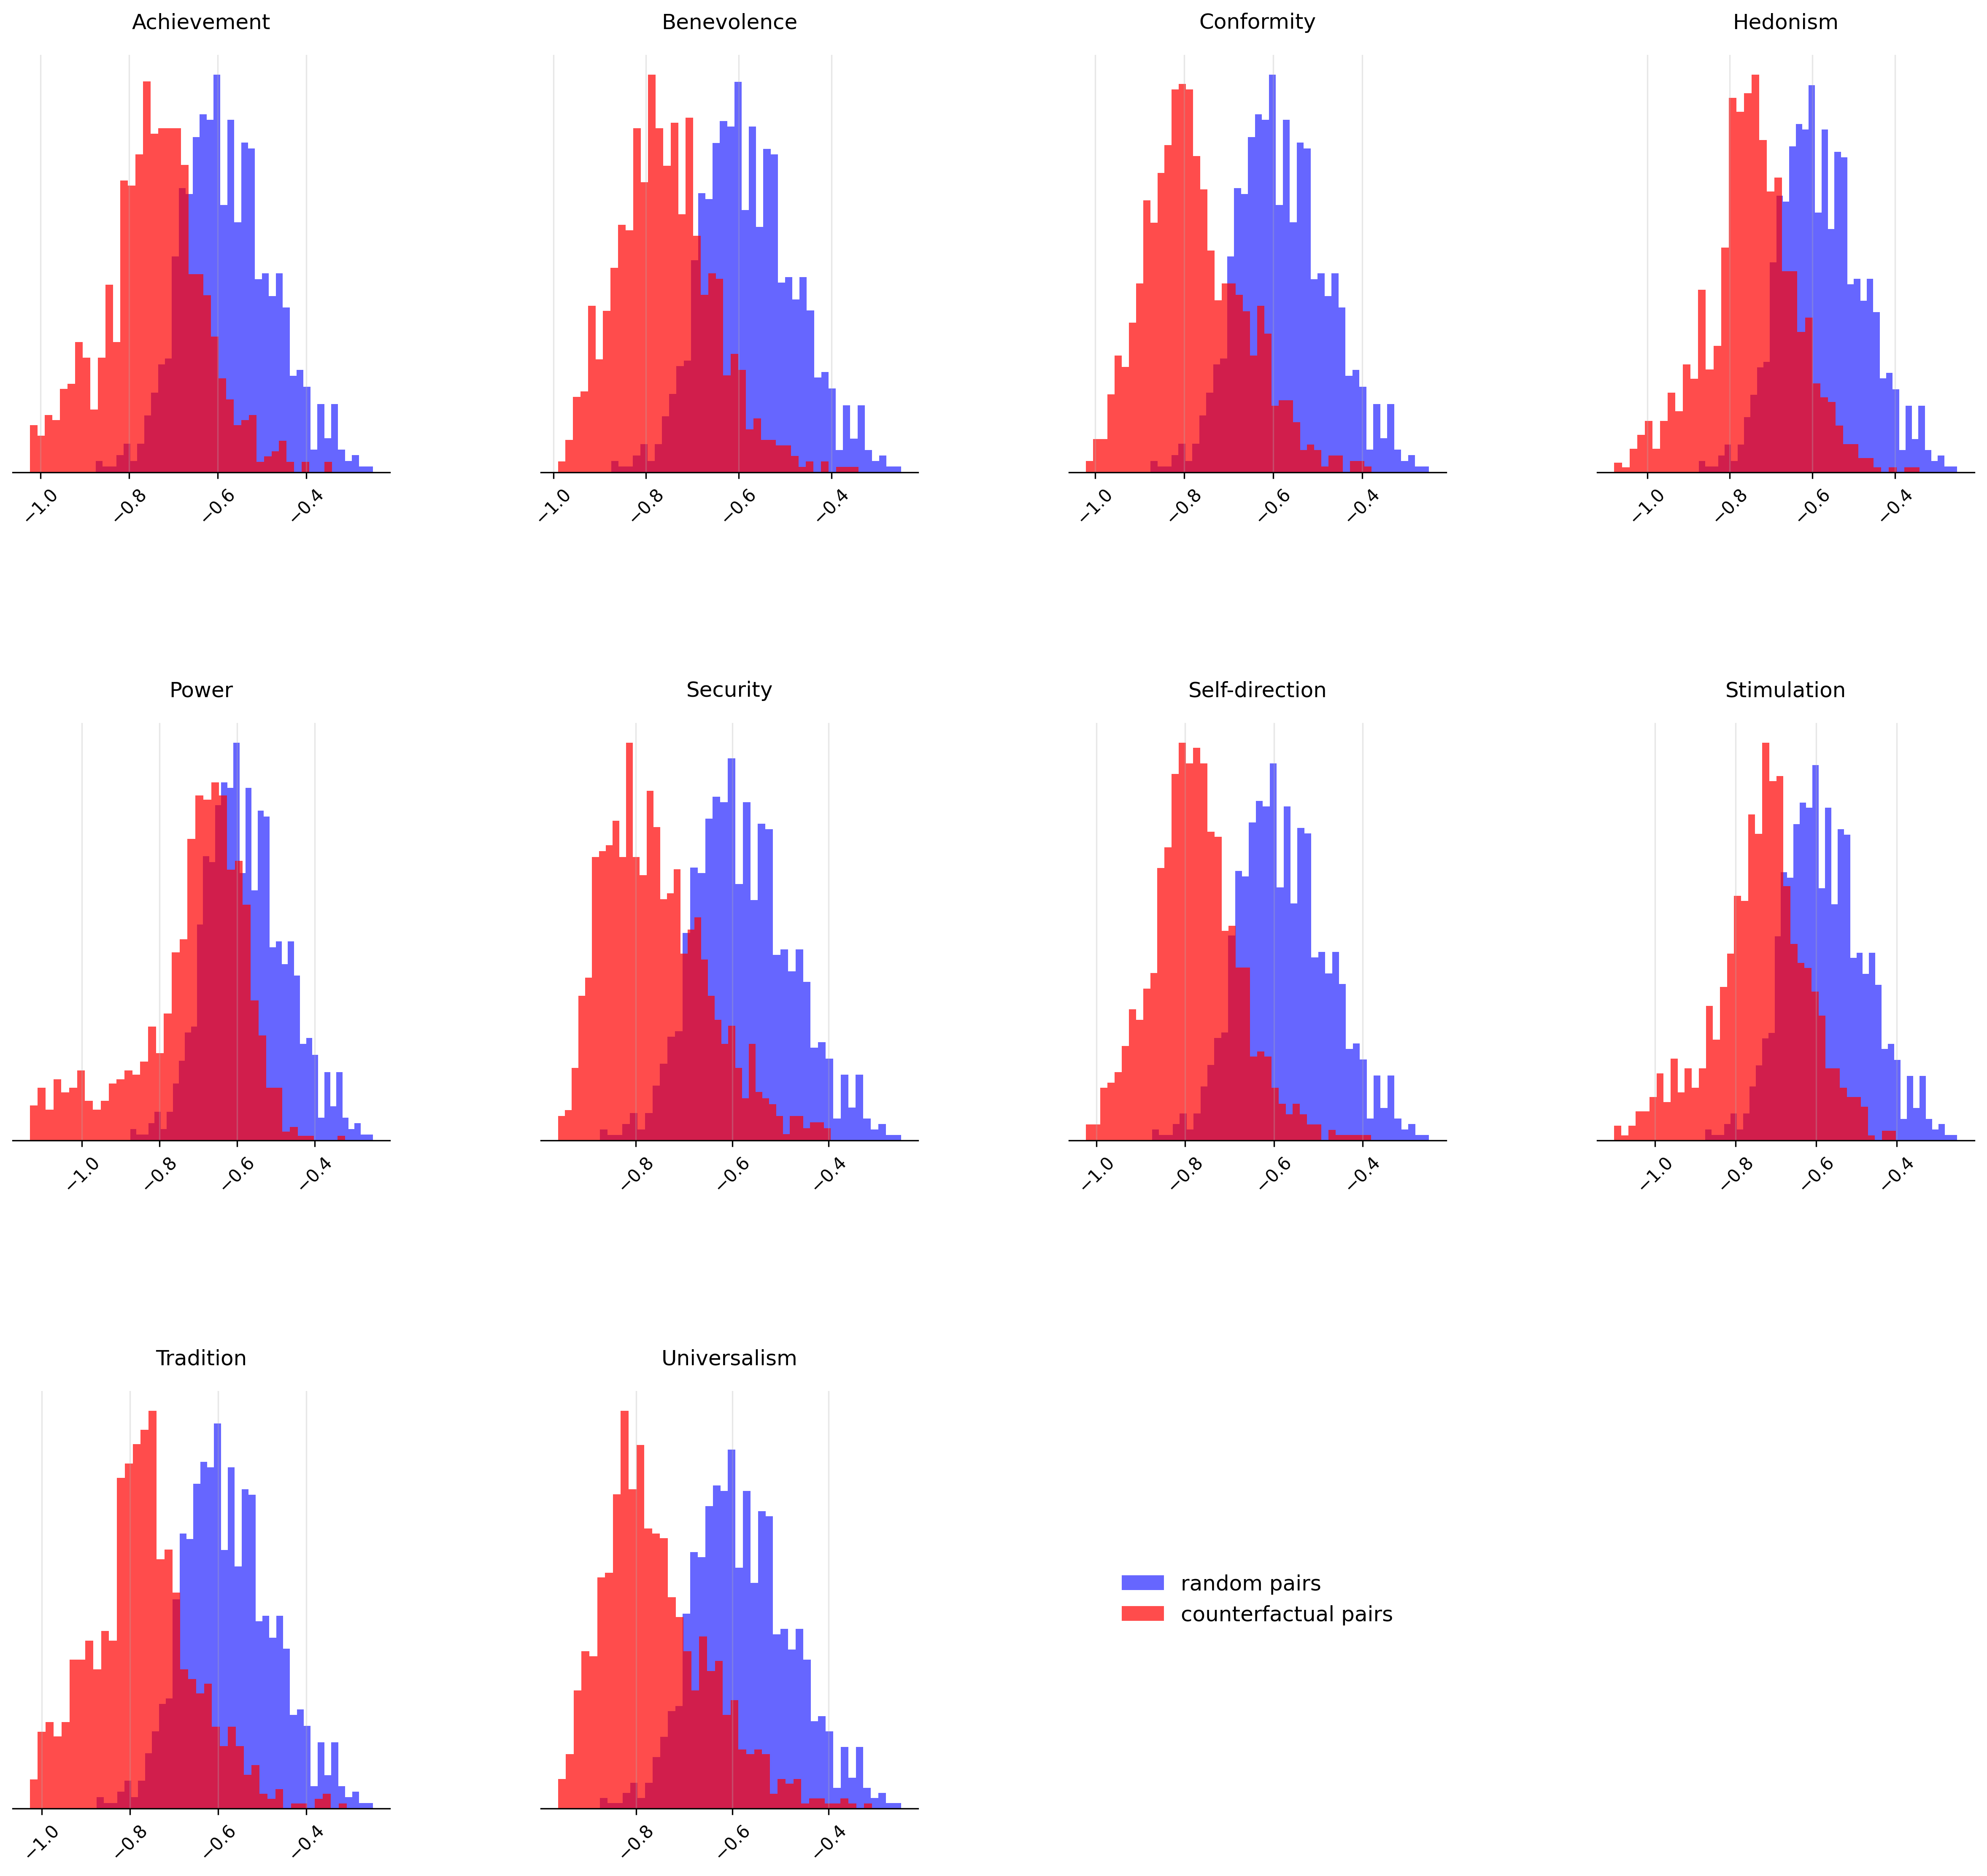 Achievement Benevolence Conformity Hedonism
−1.0 −0.8 −0.6 −0.4 −1.0 −0.8 −0.6 −0.4 −1.0 −0.8 −0.6 −0.4 −1.0 −0.8 −0.6 −0.4
Power Security Self-direction Stimulation
−1.0 −0.8 −0.6 −0.4 −0.8 −0.6 −0.4 −1.0 −0.8 −0.6 −0.4 −1.0 −0.8 −0.6 −0.4
Tradition Universalism
random pairs
counterfactual pairs
−1.0 −0.8 −0.6 −0.4 −0.8 −0.6 −0.4